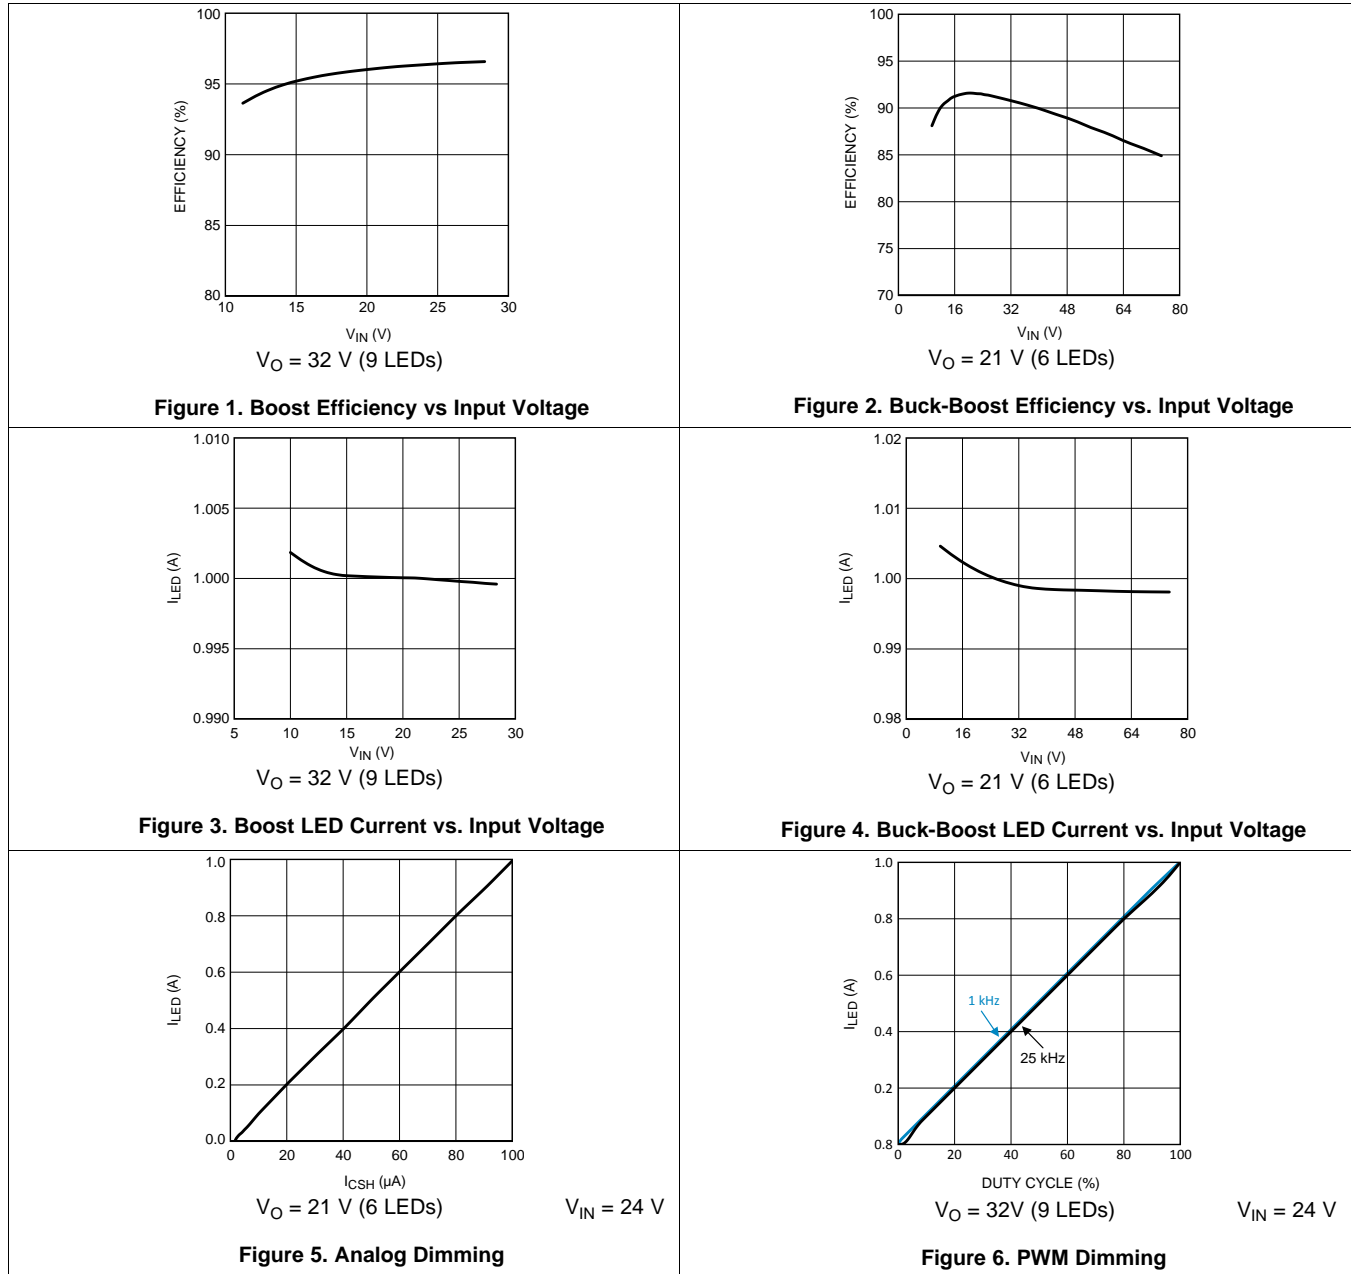 100
95
90
85
80
EFFICIENCY (%)
10 15 20 25 30
VIN (V)
VO = 32 V (9 LEDs)
Figure 1. Boost Efficiency vs Input Voltage
100
95
90
85
80
75
70
EFFICIENCY (%)
0 16 32 48 64 80
VIN (V)
VO = 21 V (6 LEDs)
Figure 2. Buck-Boost Efficiency vs. Input Voltage
1.010
1.005
1.000
0.995
0.990
ILED (A)
5 10 15 20 25 30
VIN (V)
VO = 32 V (9 LEDs)
Figure 3. Boost LED Current vs. Input Voltage
1.02
1.01
1.00
0.99
0.98
ILED (A)
0 16 32 48 64 80
VIN (V)
VO = 21 V (6 LEDs)
Figure 4. Buck-Boost LED Current vs. Input Voltage
1.0
0.8
0.6
0.4
0.2
0.0
ILED (A)
0 20 40 60 80 100
ICSH (µA)
VO = 21 V (6 LEDs) VIN = 24 V
Figure 5. Analog Dimming
1.0
0.8
0.6
0.4
0.2
0.8
ILED (A)
1 kHz
25 kHz
0 20 40 60 80 100
DUTY CYCLE (%)
VO = 32V (9 LEDs) VIN = 24 V
Figure 6. PWM Dimming